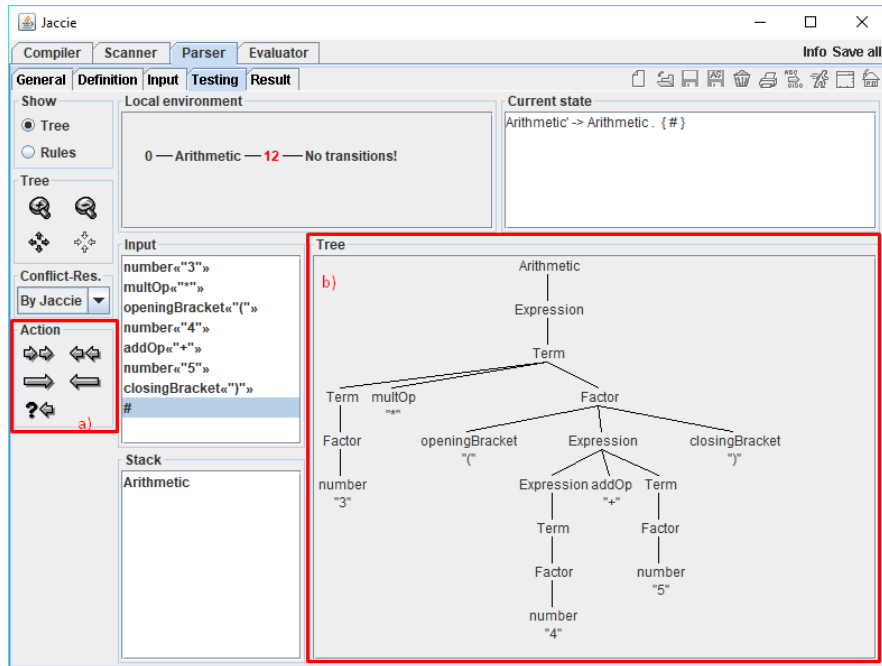 Jaccie
Compiler Scanner Parser Evaluator Info Save all
General Definition Input Testing Result
Show
Tree
Rules
Local environment
0 Arithmetic 12 No transitions!
Current state
Arithmetic' -> Arithmetic . { # }
Tree
Conflict-Res.
By Jaccie
Action
a)
Input
number«"3"»
multOp«"*"»
openingBracket«"("»
number«"4"»
addOp«"+"»
number«"5"»
closingBracket«")"»
#
Stack
Arithmetic
Tree
b)
Arithmetic
Expression
Term
Term multOp Factor
"*"
Factor openingBracket Expression closingBracket
"(" ")"
number Expression addOp Term
"3" "+"
Term Factor
Factor number
"5"
number
"4"